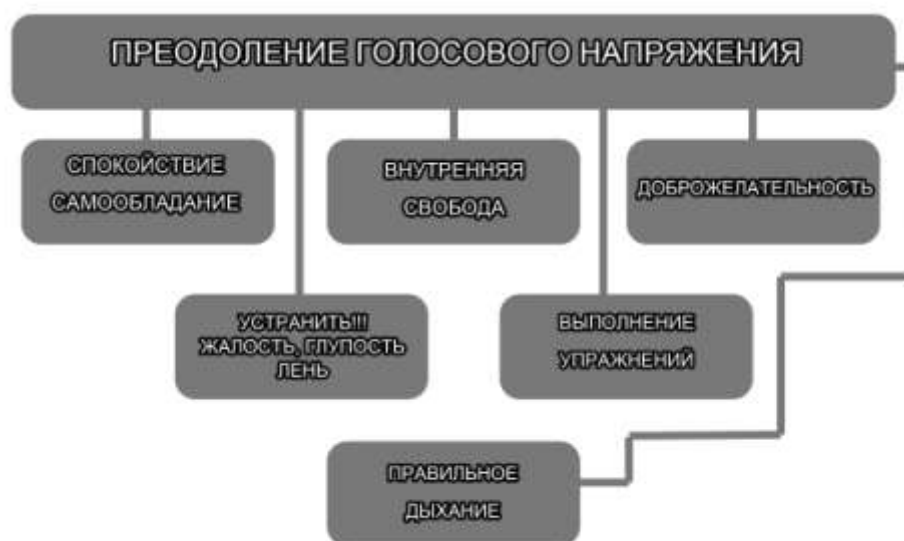 ПРЕОДОЛЕНИЕ ГОЛОСОВОГО НАПРЯЖЕНИЯ
СПОКОЙСТВИЕ
САМООБЛАДАНИЕ
ВНУТРЕННЯЯ
СВОБОДА
ДОБРОЖЕЛАТЕЛЬНОСТЬ
УСТРАНИТЬ!!!
ЖАЛОСТЬ, ГЛУПОСТЬ
ЛЕНЬ
ВЫПОЛНЕНИЕ
УПРАЖНЕНИЙ
ПРАВИЛЬНОЕ
ДЫХАНИЕ